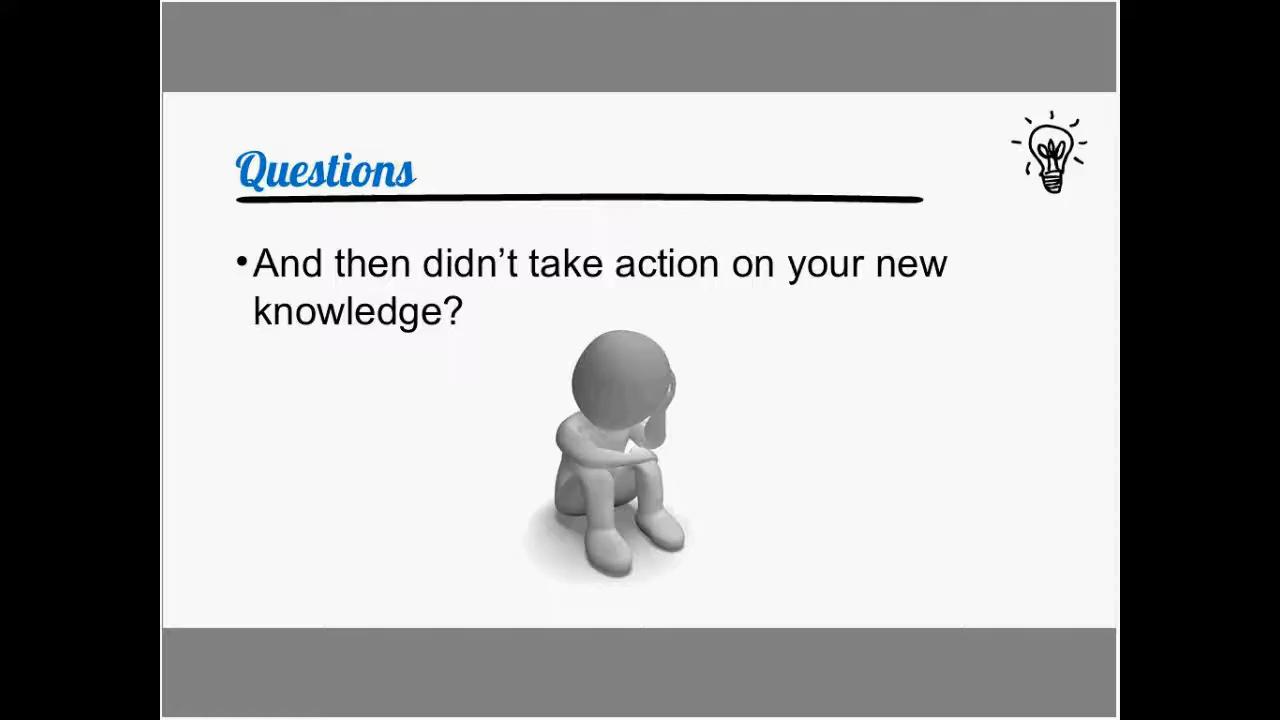 Questions
•And then didn’t take action on your new
knowledge?